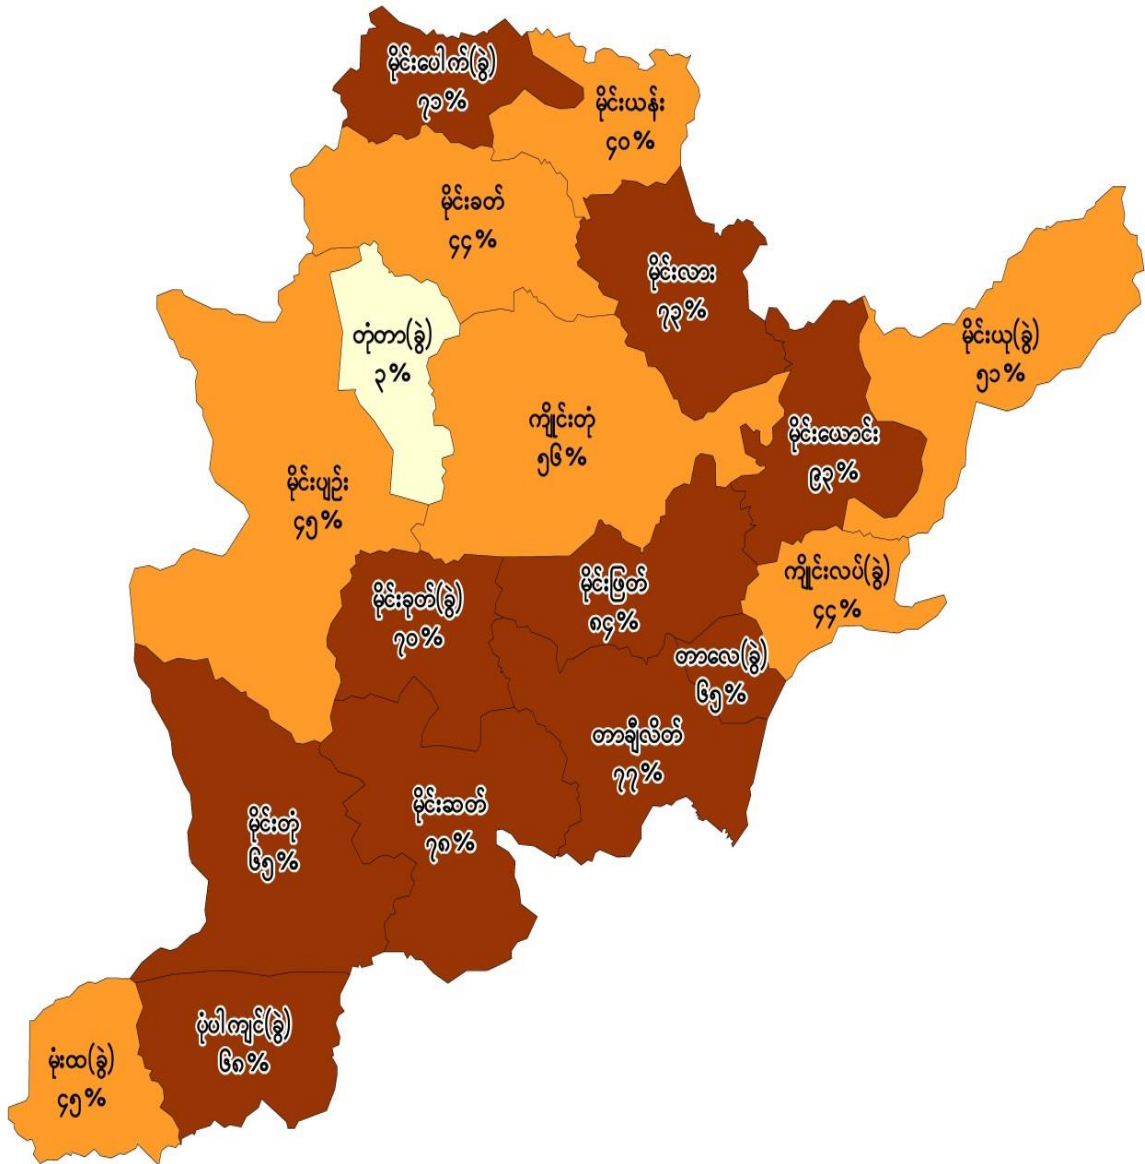 မိုင်းပေါက်(ခွဲ)
၇၁%
မိုင်းယန်း
၄၀%
မိုင်းခတ်
၄၄%
မိုင်းလား
၇၃%
တုံတာ(ခွဲ)
၃%
မိုင်းယု(ခွဲ)
၅၁%
ကျိုင်းတုံ
၅၆%
မိုင်းယောင်း
၉၃%
မိုင်းပျဉ်း
၄၅%
ကျိုင်းလပ်(ခွဲ)
၄၄%
မိုင်းခုတ်(ခွဲ)
၇၀%
မိုင်းဖြတ်
၈၄%
တာလေ(ခွဲ)
၆၅%
တာချီလိတ်
၇၇%
မိုင်းဆတ်
၇၈%
မိုင်းတုံ
၆၅%
ပုံပါကျင်(ခွဲ)
၆၈%
မုံးထ(ခွဲ)
၄၅%